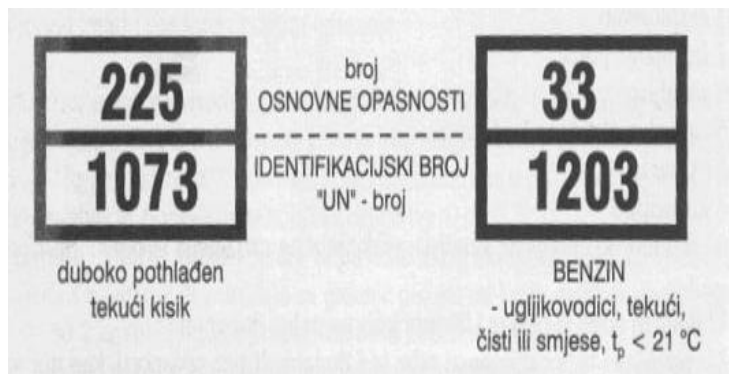 225
1073
duboko pothlađen
tekući kisik
broj
OSNOVNE OPASNOSTI
IDENTIFIKACIJSKI BROJ
"UN" - broj
33
1203
BENZIN
- ugljikovodici, tekući,
čisti ili smjese, tp < 21 °C